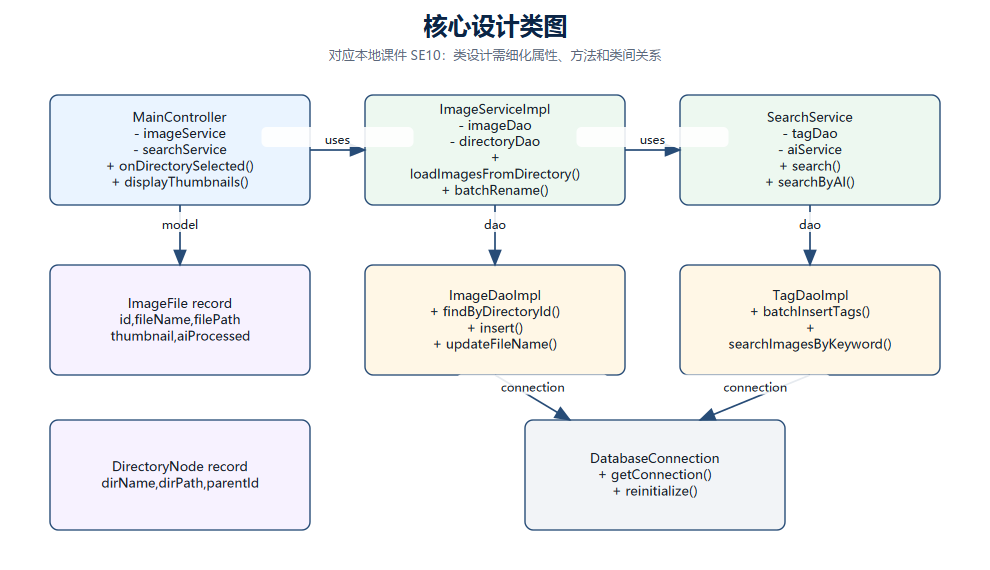 核心设计类图
对应本地课件 SE10：类设计需细化属性、方法和类间关系
MainController
- imageService
- searchService
+ onDirectorySelected()
+ displayThumbnails()
uses
ImageServiceImpl
- imageDao
- directoryDao
+
loadImagesFromDirectory()
+ batchRename()
uses
SearchService
- tagDao
- aiService
+ search()
+ searchByAI()
model
dao
dao
ImageFile record
id,fileName,filePath
thumbnail,aiProcessed
ImageDaoImpl
+ findByDirectoryId()
+ insert()
+ updateFileName()
TagDaoImpl
+ batchInsertTags()
+
searchImagesByKeyword()
connection
connection
DirectoryNode record
dirName,dirPath,parentId
DatabaseConnection
+ getConnection()
+ reinitialize()